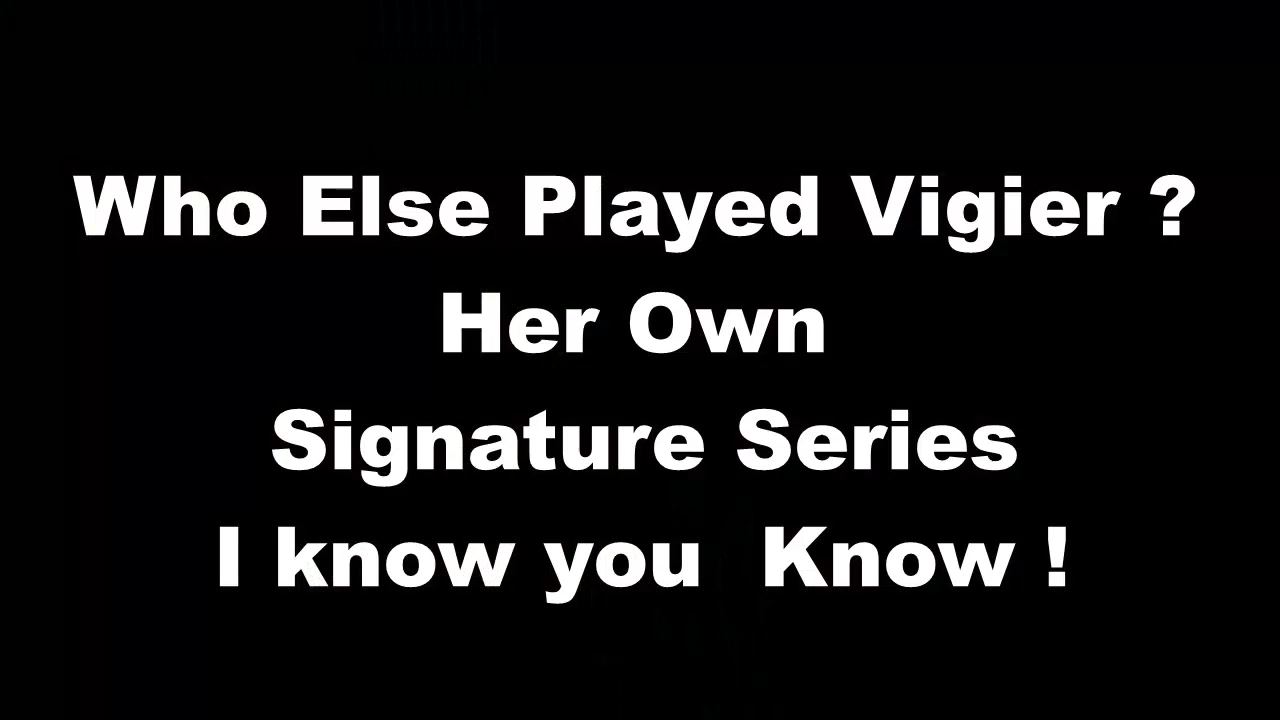 Who Else Played Vigier ?
Her Own
Signature Series
I know you  Know !